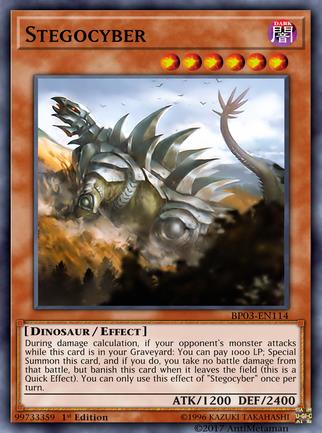 STEGOCYBER
DARK
闇
BP03-EN114
[DINOSAUR / EFFECT]
During damage calculation, if your opponent's monster attacks
while this card is in your Graveyard: You can pay 1000 LP; Special
Summon this card, and if you do, you take no battle damage from
that battle, but banish this card when it leaves the field (this is
a Quick Effect). You can only use this effect of "Stegocyber" once
per turn.
ATK/1200 DEF/2400
99733359 1st Edition ©1996 KAZUKI TAKAHASHI
©2017 AntiMetaman